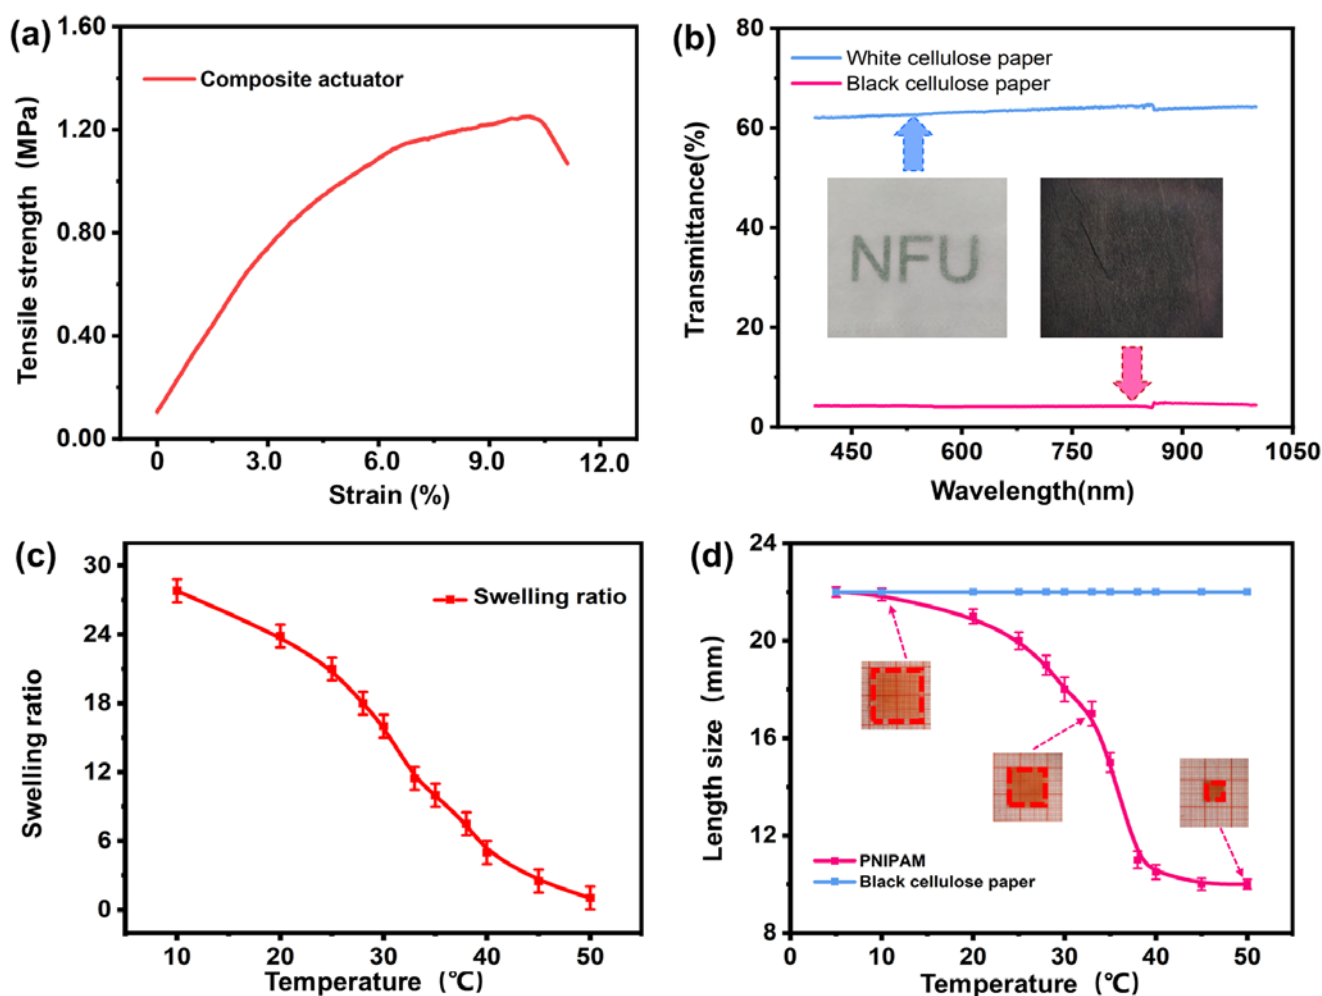 (a)
1.60
1.20
0.80
0.40
0.00
Tensile strength (MPa)
Composite actuator
0 3.0 6.0 9.0 12.0
Strain (%)
(b)
80
60
40
20
0
Transmittance(%)
White cellulose paper
Black cellulose paper
NFU
450 600 750 900 1050
Wavelength(nm)
(c)
30
24
18
12
6
0
Swelling ratio
Swelling ratio
10 20 30 40 50
Temperature (℃)
(d)
24
20
16
12
8
Length size (mm)
PNIPAM
Black cellulose paper
0 10 20 30 40 50
Temperature (℃)